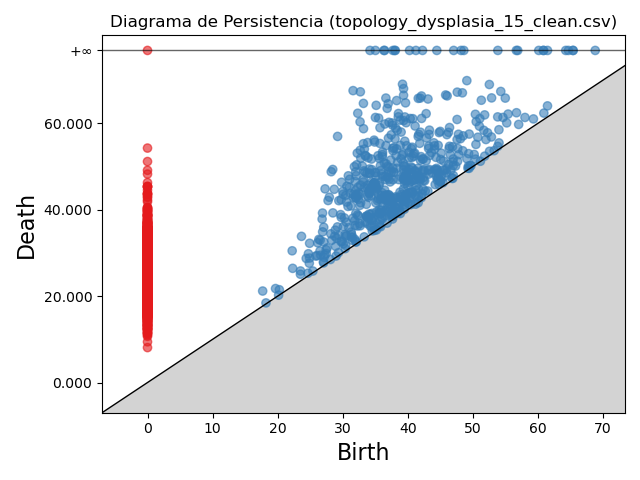 Diagrama de Persistencia (topology_dysplasia_15_clean.csv)
+∞
60.000
40.000
20.000
0.000
Death
0 10 20 30 40 50 60 70
Birth